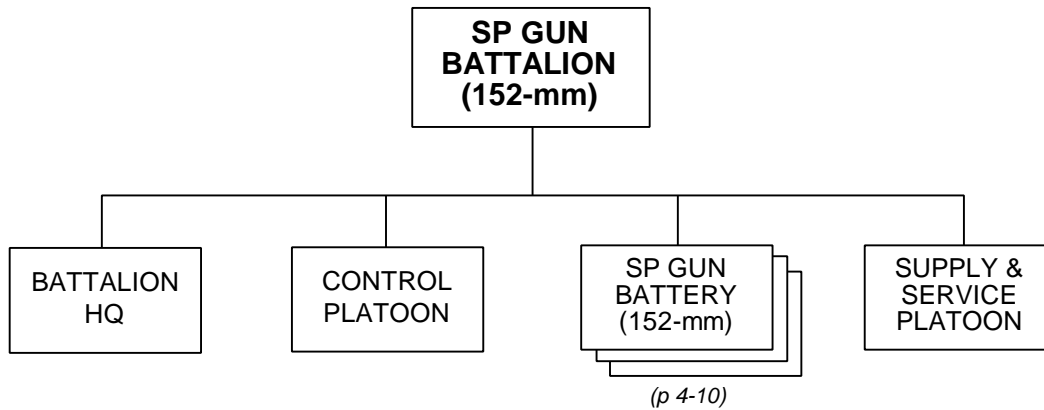 SP GUN
BATTALION
(152-mm)
BATTALION
HQ
CONTROL
PLATOON
SP GUN
BATTERY
(152-mm)
SUPPLY &
SERVICE
PLATOON
(p 4-10)